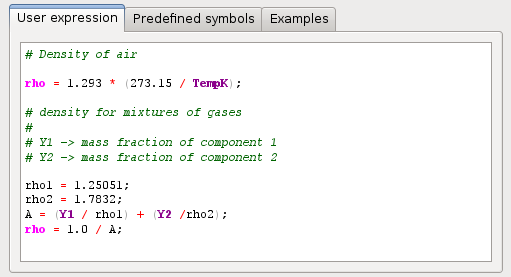 User expression Predefined symbols Examples
# Density of air
rho = 1.293 * (273.15 / TempK);
# density for mixtures of gases
#
# Y1 -> mass fraction of component 1
# Y2 -> mass fraction of component 2
rho1 = 1.25051;
rho2 = 1.7832;
A = (Y1 / rho1) + (Y2 /rho2);
rho = 1.0 / A;